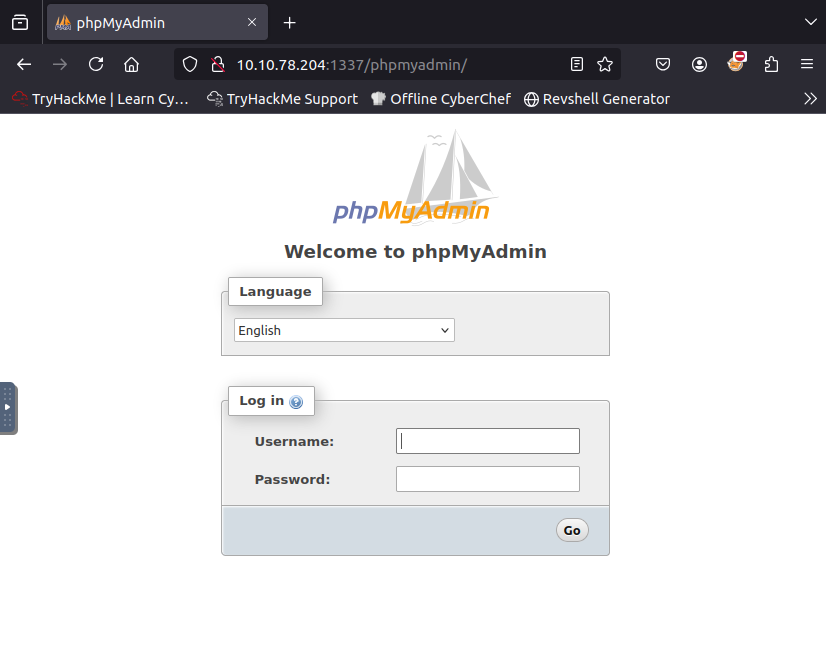 phpMyAdmin
10.10.78.204:1337/phpmyadmin/
TryHackMe | Learn Cy… TryHackMe Support Offline CyberChef Revshell Generator
phpMyAdmin
Welcome to phpMyAdmin
Language
English
Log in
Username:
Password:
Go